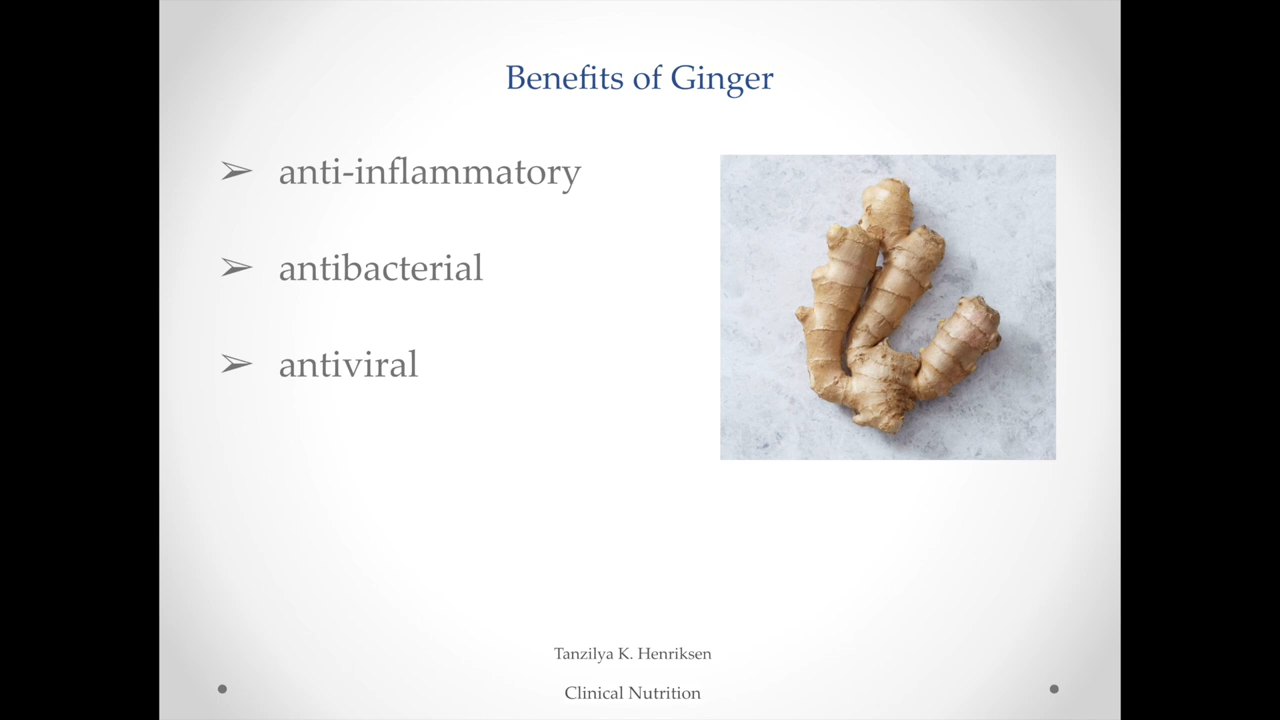 Benefits of Ginger
➢ anti-inflammatory
➢ antibacterial
➢ antiviral
Tanzilya K. Henriksen
Clinical Nutrition